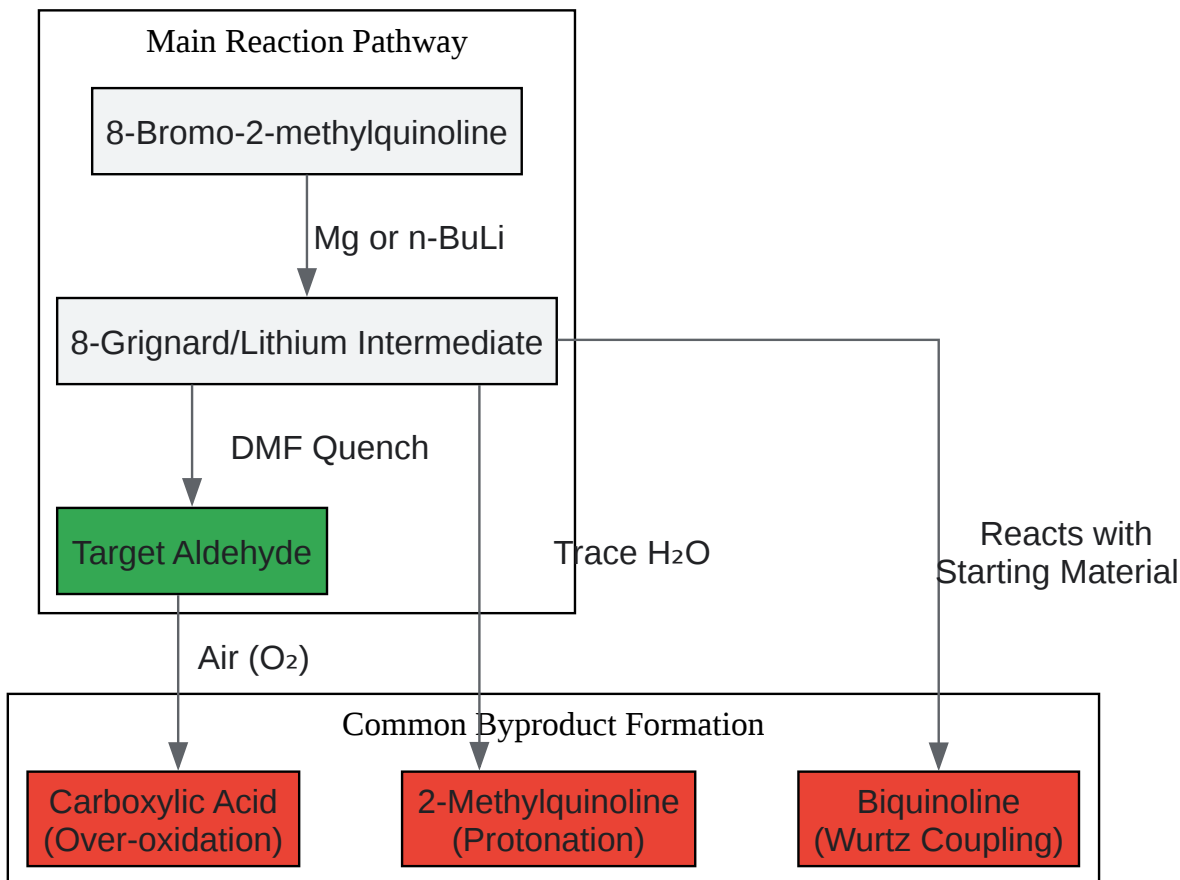 Main Reaction Pathway
8-Bromo-2-methylquinoline
Mg or n-BuLi
8-Grignard/Lithium Intermediate
DMF Quench
Target Aldehyde
Trace H₂O
Reacts with
Starting Material
Air (O₂)
Common Byproduct Formation
Carboxylic Acid
(Over-oxidation)
2-Methylquinoline
(Protonation)
Biquinoline
(Wurtz Coupling)